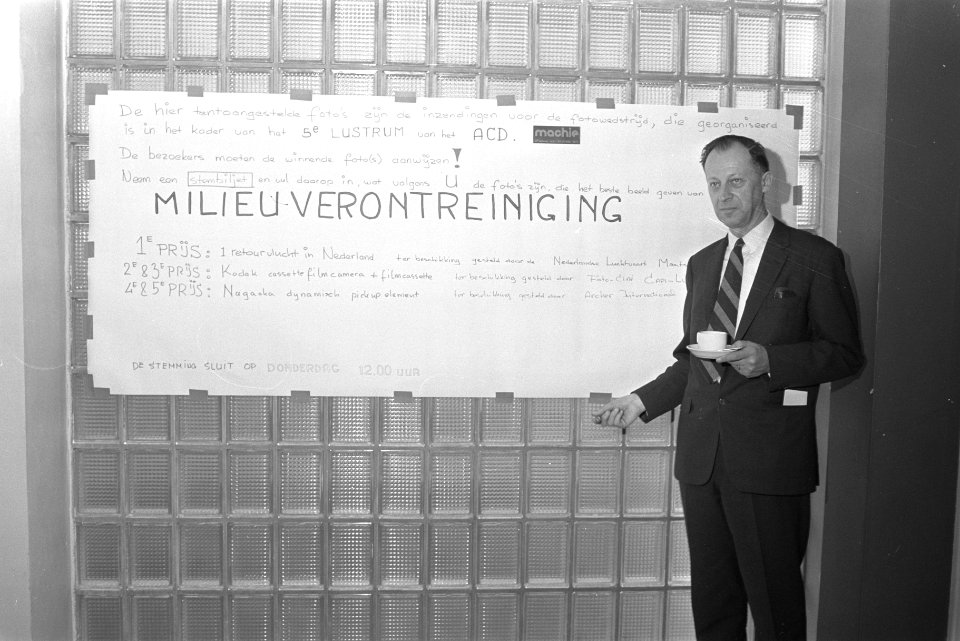 De hier tentoongestelde foto's zijn de inzendingen voor de fotowedstrijd, die georganiseerd
is in het kader van het 5e LUSTRUM van het ACD. machie
De bezoekers moeten de winnende foto(s) aanwijzen!
Neem een stembiljet en vul daarop in, wat volgens U de foto's zijn, die het beste beeld geven van
MILIEU-VERONTREINIGING
1E PRIJS: 1 retourvlucht in Nederland ter beschikking gesteld door de Nederlandse Luchtvaart
2E & 3E PRIJS: Kodak cassettefilmcamera + filmcassette ter beschikking gesteld door Foto-Ciné
4E & 5E PRIJS: Nagaoka dynamisch pickup element ter beschikking gesteld door Archer
DE STEMMING SLUIT OP DONDERDAG 12.00 UUR